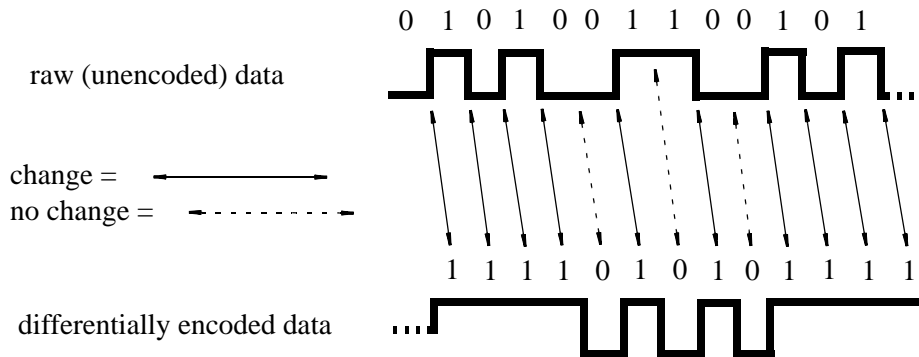 0 1 0 1 0 0 1 1 0 0 1 0 1
raw (unencoded) data
change =
no change =
1 1 1 1 0 1 0 1 0 1 1 1 1
differentially encoded data